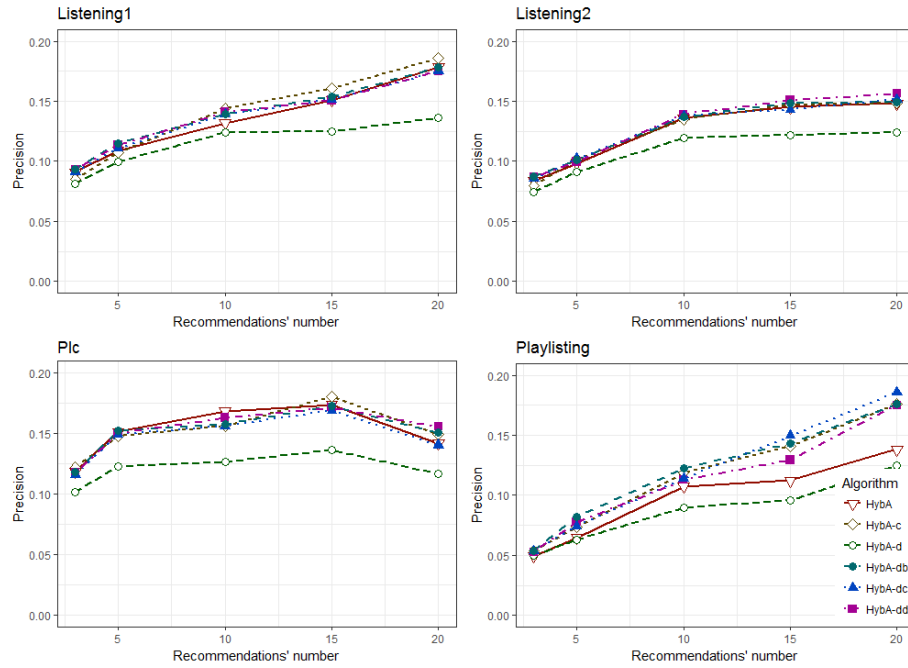 Listening1
0.20
0.15
0.10
0.05
0.00
Precision
5 10 15 20
Recommendations' number
Listening2
0.20
0.15
0.10
0.05
0.00
Precision
5 10 15 20
Recommendations' number
Plc
0.20
0.15
0.10
0.05
0.00
Precision
5 10 15 20
Recommendations' number
Playlisting
0.20
0.15
0.10
0.05
0.00
Precision
5 10 15 20
Recommendations' number
Algorithm
HybA
HybA-c
HybA-d
HybA-db
HybA-dc
HybA-dd